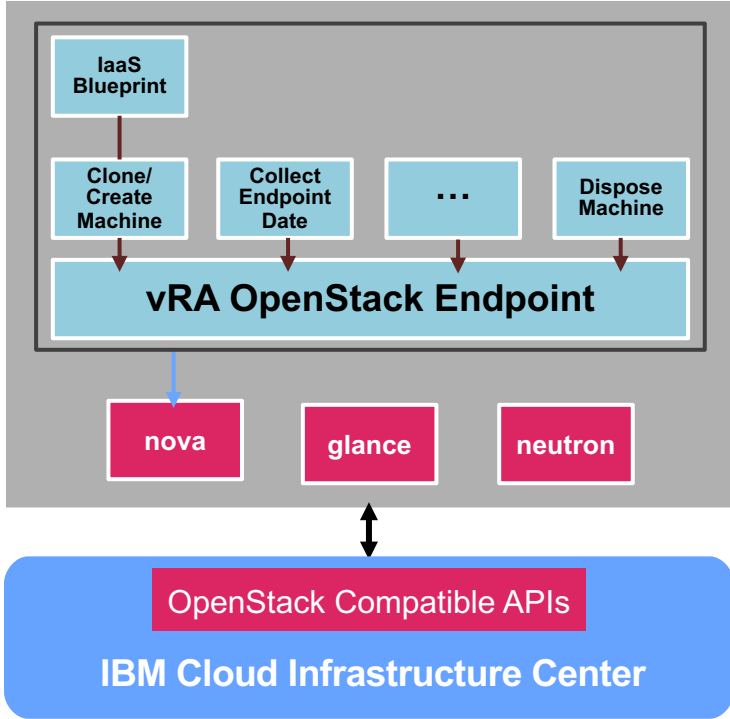 IaaS
Blueprint
Clone/
Create
Machine
Collect
Endpoint
Date
...
Dispose
Machine
vRA OpenStack Endpoint
nova
glance
neutron
OpenStack Compatible APIs
IBM Cloud Infrastructure Center